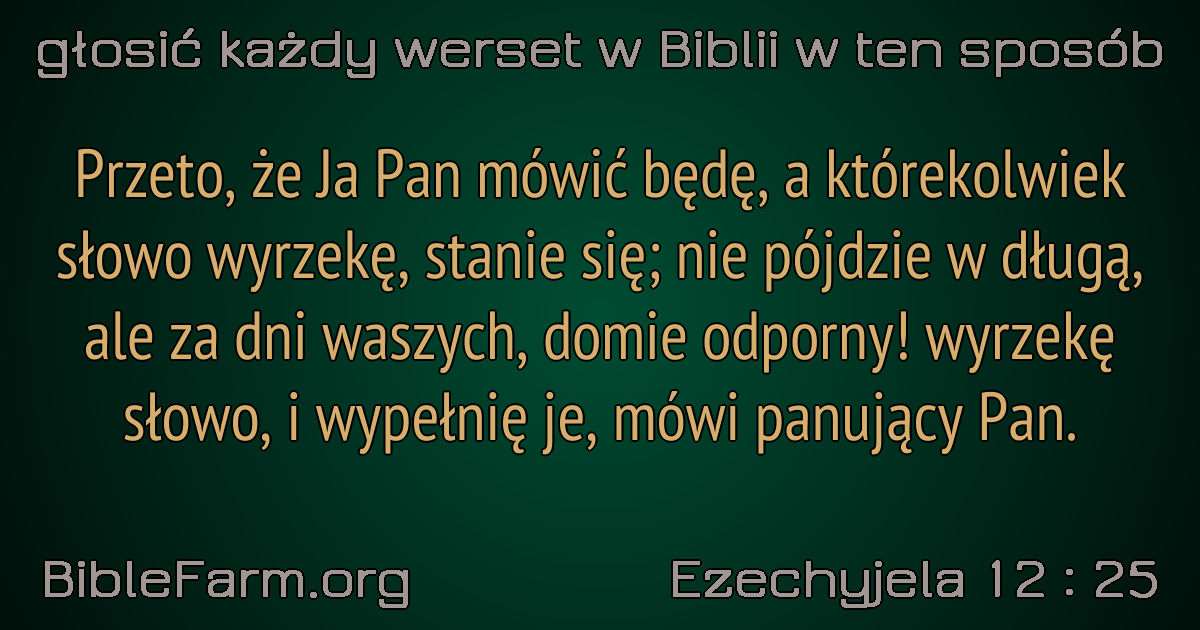 głosić każdy werset w Biblii w ten sposób
Przeto, że Ja Pan mówić będę, a którekolwiek
słowo wyrzekę, stanie się; nie pójdzie w długą,
ale za dni waszych, domie odporny! wyrzekę
słowo, i wypełnię je, mówi panujący Pan.
BibleFarm.org
Ezechyjela 12 : 25